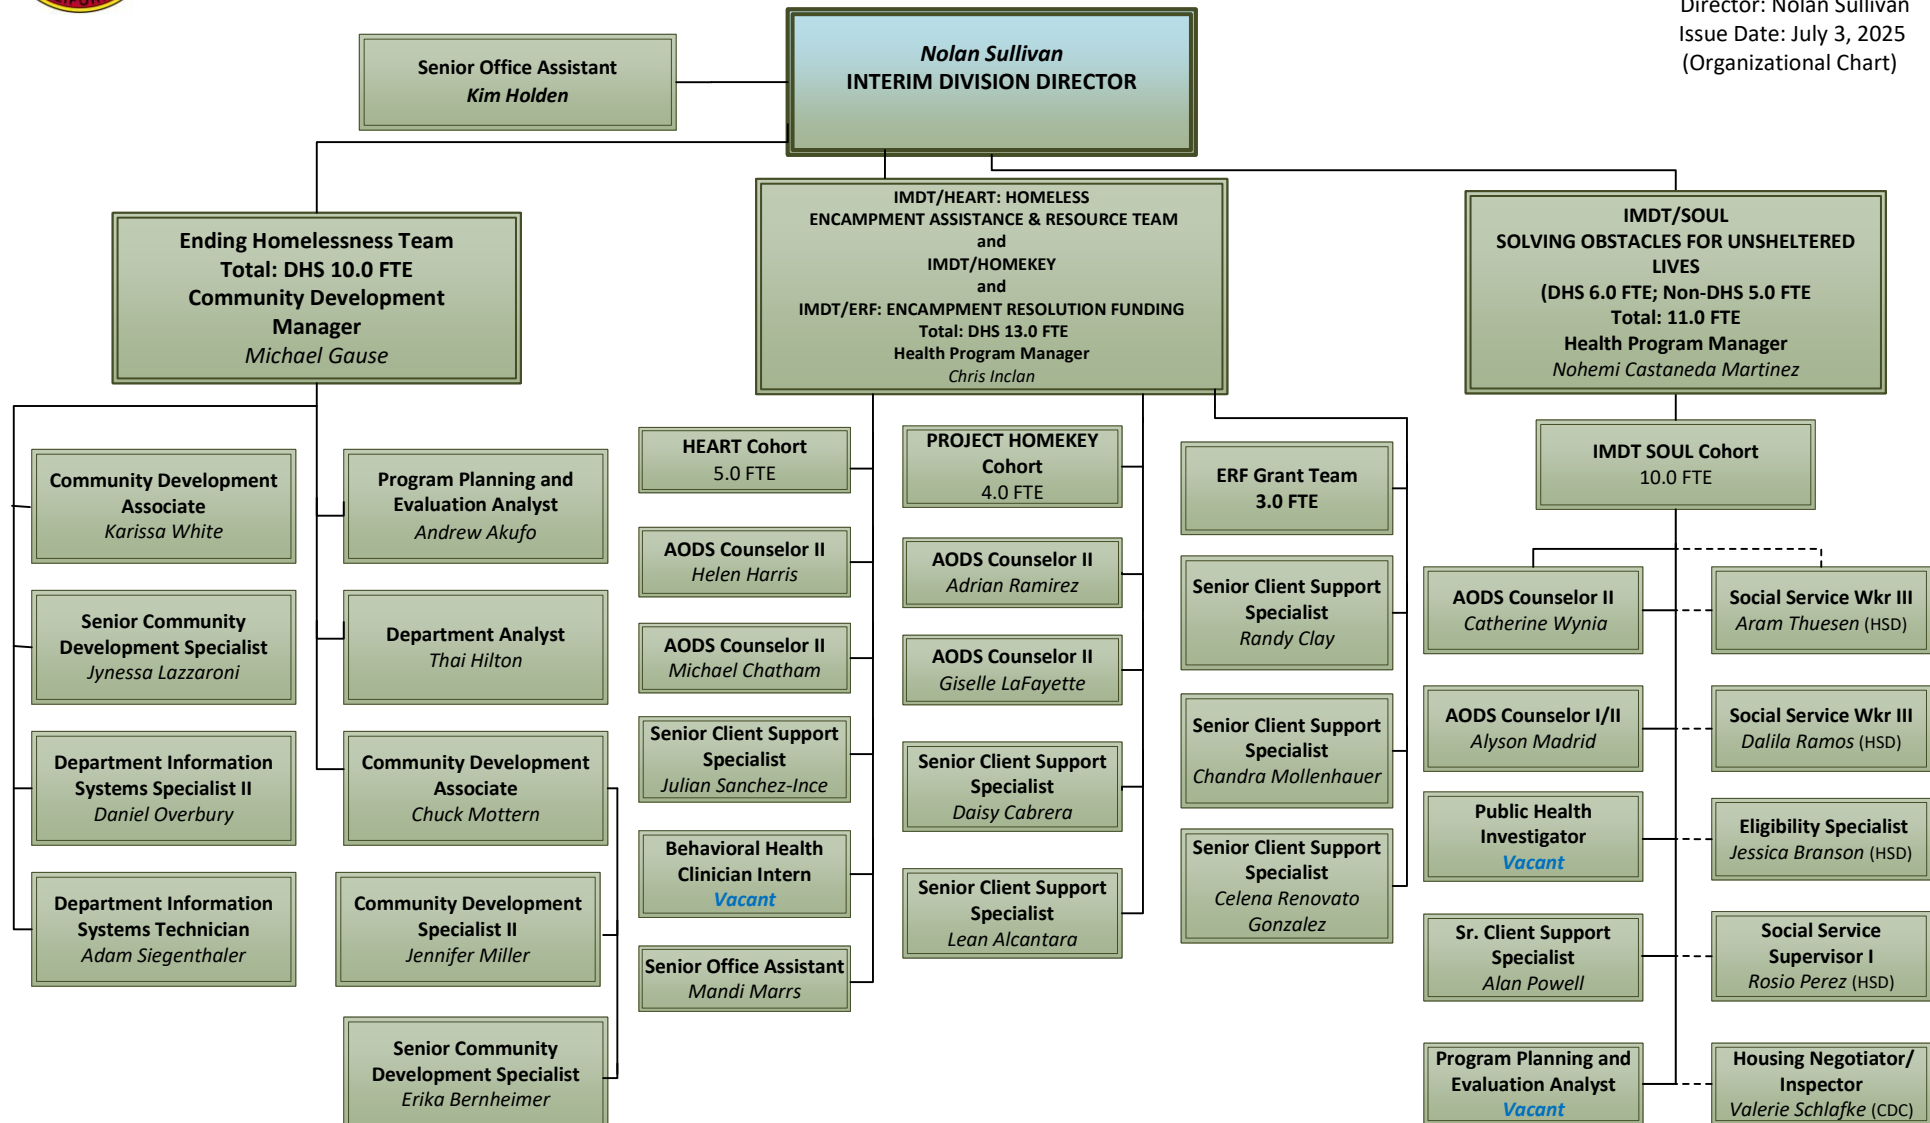 Director: Nolan Sullivan
Issue Date: July 3, 2025
(Organizational Chart)
Nolan Sullivan
INTERIM DIVISION DIRECTOR
Senior Office Assistant
Kim Holden
Ending Homelessness Team
Total: DHS 10.0 FTE
Community Development
Manager
Michael Gause
IMDT/HEART: HOMELESS
ENCAMPMENT ASSISTANCE & RESOURCE TEAM
and
IMDT/HOMEKEY
and
IMDT/ERF: ENCAMPMENT RESOLUTION FUNDING
Total: DHS 13.0 FTE
Health Program Manager
Chris Inclan
IMDT/SOUL
SOLVING OBSTACLES FOR UNSHELTERED
LIVES
(DHS 6.0 FTE; Non-DHS 5.0 FTE
Total: 11.0 FTE
Health Program Manager
Nohemi Castaneda Martinez
Community Development
Associate
Karissa White
Senior Community
Development Specialist
Jynessa Lazzaroni
Department Information
Systems Specialist II
Daniel Overbury
Department Information
Systems Technician
Adam Siegenthaler
Program Planning and
Evaluation Analyst
Andrew Akufo
Department Analyst
Thai Hilton
Community Development
Associate
Chuck Mottern
Community Development
Specialist II
Jennifer Miller
Senior Community
Development Specialist
Erika Bernheimer
HEART Cohort
5.0 FTE
AODS Counselor II
Helen Harris
AODS Counselor II
Michael Chatham
Senior Client Support
Specialist
Julian Sanchez-Ince
Behavioral Health
Clinician Intern
Vacant
Senior Office Assistant
Mandi Marrs
PROJECT HOMEKEY
Cohort
4.0 FTE
AODS Counselor II
Adrian Ramirez
AODS Counselor II
Giselle LaFayette
Senior Client Support
Specialist
Daisy Cabrera
Senior Client Support
Specialist
Lean Alcantara
ERF Grant Team
3.0 FTE
Senior Client Support
Specialist
Randy Clay
Senior Client Support
Specialist
Chandra Mollenhauer
Senior Client Support
Specialist
Celena Renovato
Gonzalez
IMDT SOUL Cohort
10.0 FTE
AODS Counselor II
Catherine Wynia
AODS Counselor I/II
Alyson Madrid
Public Health
Investigator
Vacant
Sr. Client Support
Specialist
Alan Powell
Program Planning and
Evaluation Analyst
Vacant
Social Service Wkr III
Aram Thuesen (HSD)
Social Service Wkr III
Dalila Ramos (HSD)
Eligibility Specialist
Jessica Branson (HSD)
Social Service
Supervisor I
Rosio Perez (HSD)
Housing Negotiator/
Inspector
Valerie Schlafke (CDC)